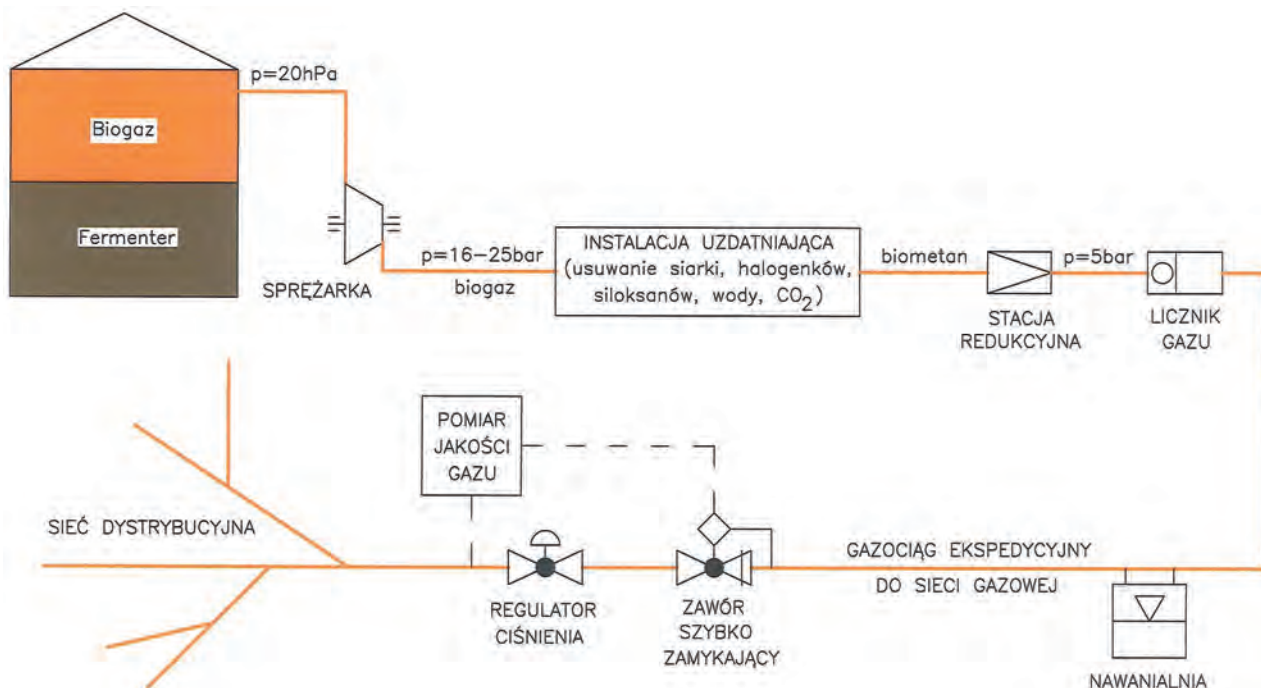 p=20hPa
Biogaz
Fermenter
SPRĘŻARKA
p=16-25bar
biogaz
INSTALACJA UZDATNIAJĄCA
(usuwanie siarki, halogenków,
siloksanów, wody, CO₂)
biometan
STACJA
REDUKCYJNA
p=5bar
LICZNIK
GAZU
POMIAR
JAKOŚCI
GAZU
SIEĆ DYSTRYBUCYJNA
REGULATOR
CIŚNIENIA
ZAWÓR
SZYBKO
ZAMYKAJĄCY
GAZOCIĄG EKSPEDYCYJNY
DO SIECI GAZOWEJ
NAWANIALNIA